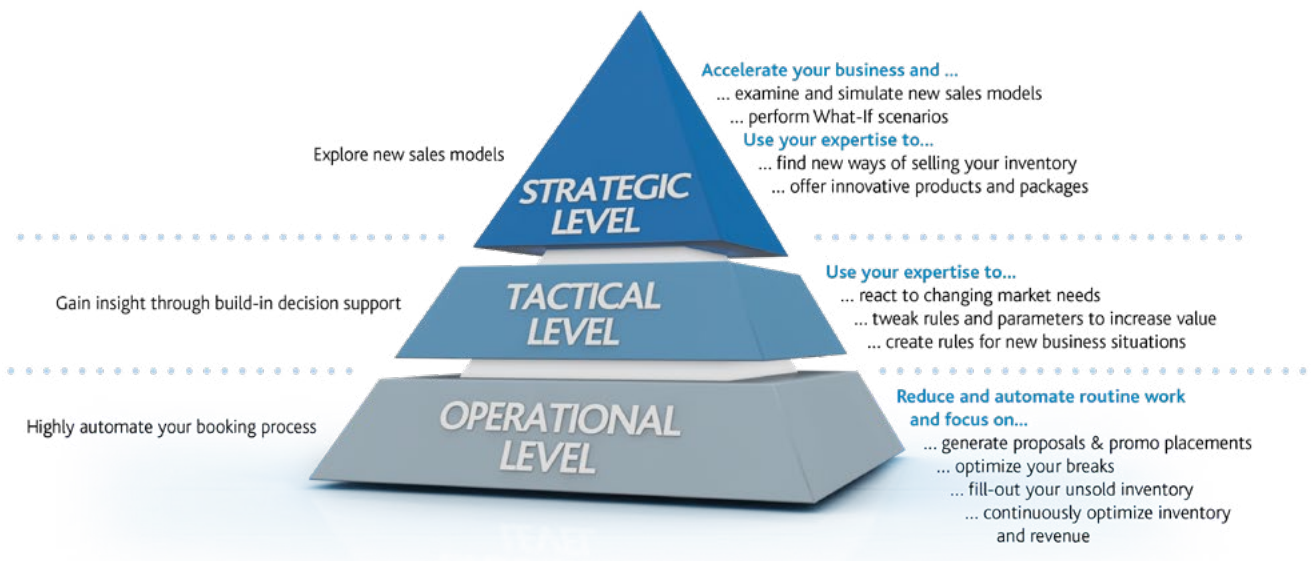 Accelerate your business and ...
... examine and simulate new sales models
... perform What-If scenarios
Use your expertise to...
... find new ways of selling your inventory
... offer innovative products and packages
Explore new sales models
STRATEGIC
LEVEL
Use your expertise to...
... react to changing market needs
... tweak rules and parameters to increase value
... create rules for new business situations
Gain insight through build-in decision support
TACTICAL
LEVEL
Reduce and automate routine work
and focus on...
... generate proposals & promo placements
... optimize your breaks
... fill-out your unsold inventory
... continuously optimize inventory
and revenue
Highly automate your booking process
OPERATIONAL
LEVEL